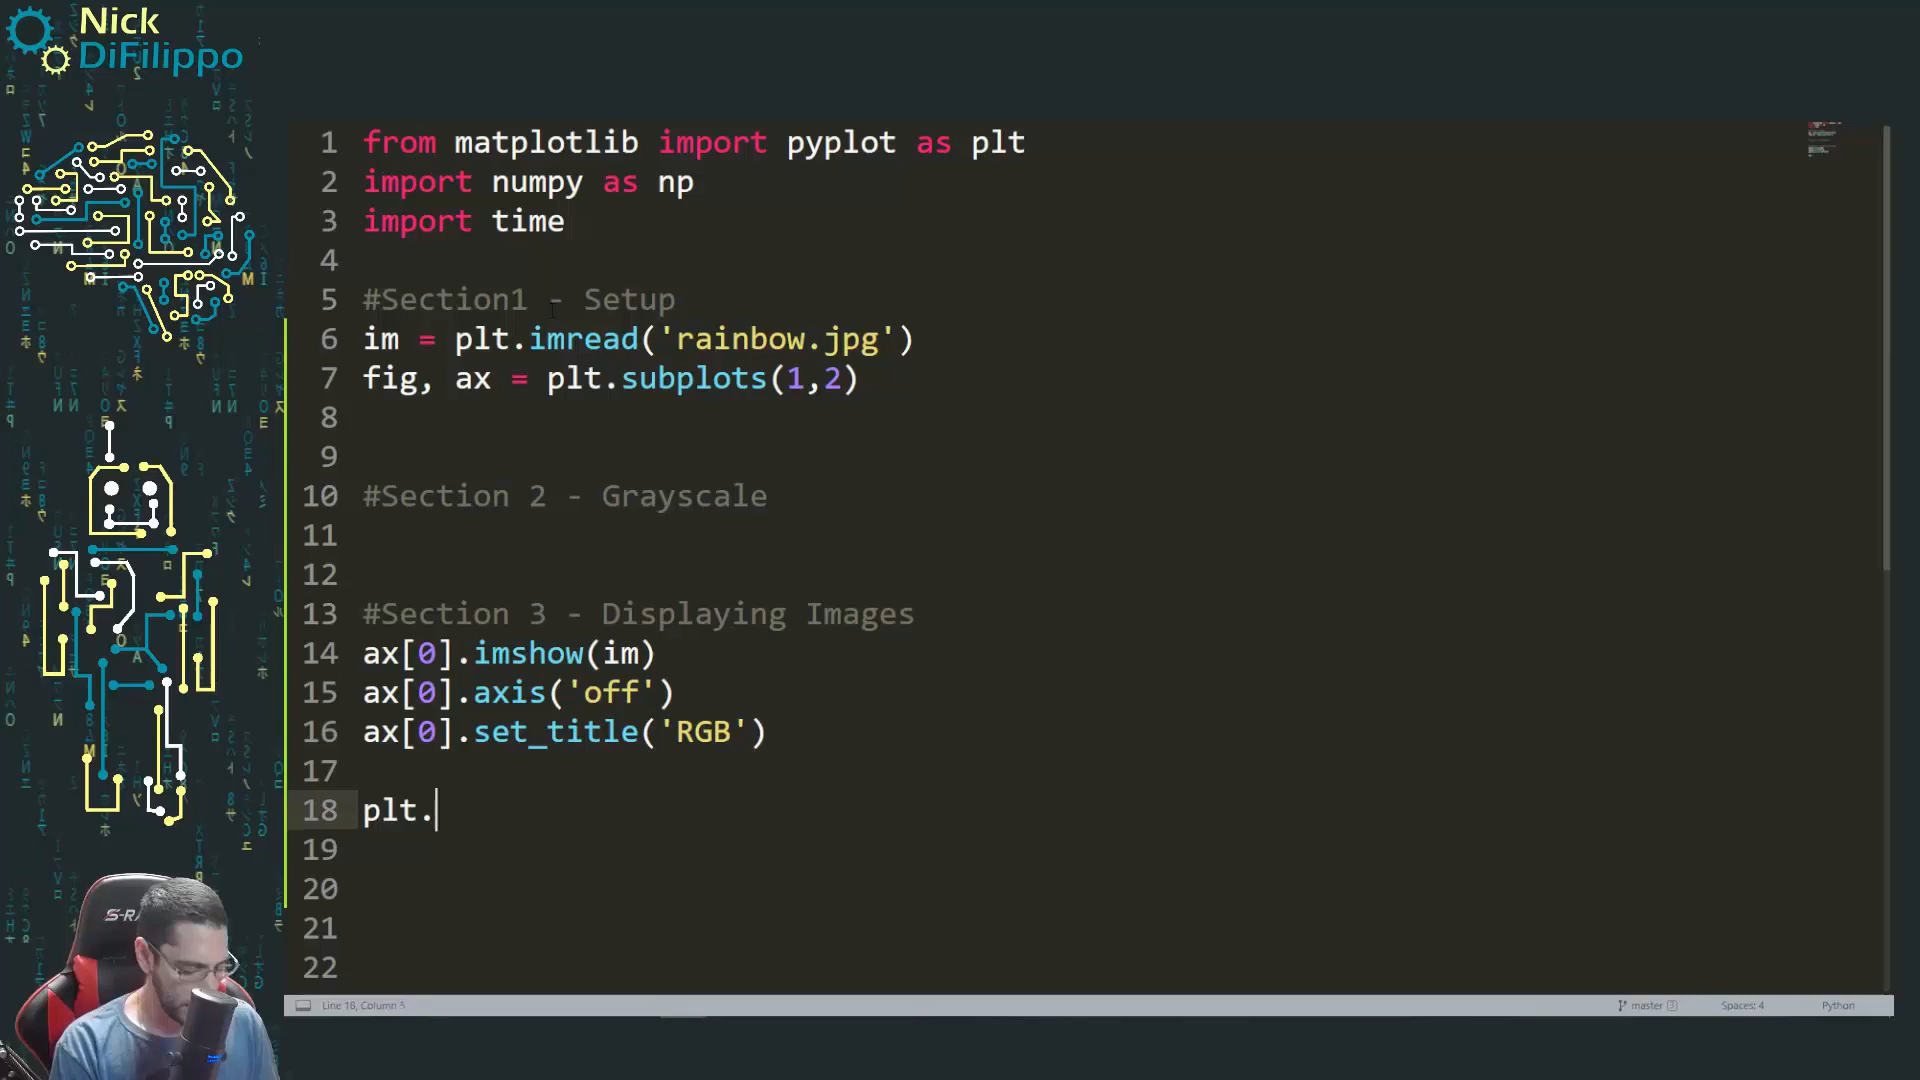 Nick
DiFilippo
1 from matplotlib import pyplot as plt
2 import numpy as np
3 import time
4
5 #Section1 - Setup
6 im = plt.imread('rainbow.jpg')
7 fig, ax = plt.subplots(1,2)
8
9
10 #Section 2 - Grayscale
11
12
13 #Section 3 - Displaying Images
14 ax[0].imshow(im)
15 ax[0].axis('off')
16 ax[0].set_title('RGB')
17
18 plt.
19
20
21
22
Line 18, Column 5 master 3 Spaces: 4 Python